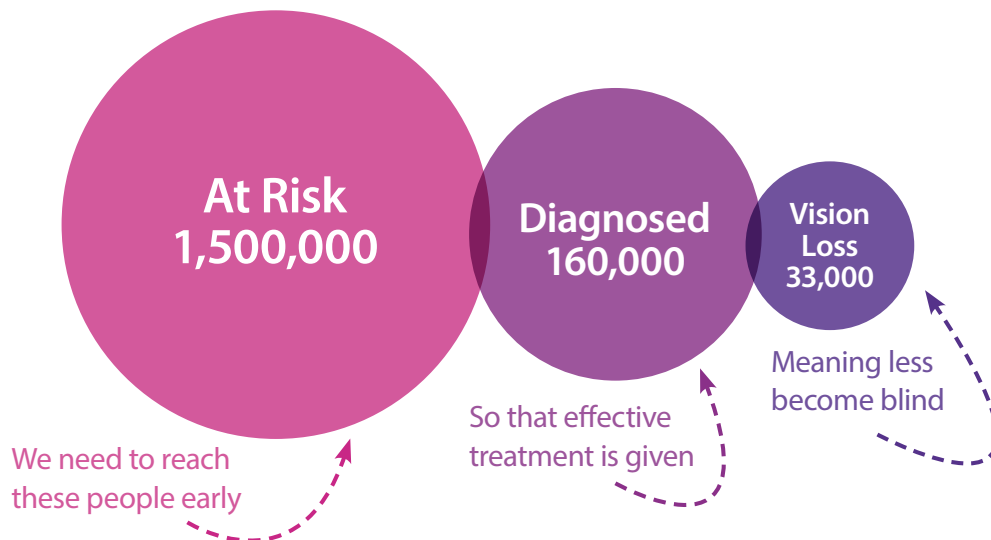 At Risk
1,500,000
Diagnosed
160,000
Vision
Loss
33,000
We need to reach
these people early
So that effective
treatment is given
Meaning less
become blind